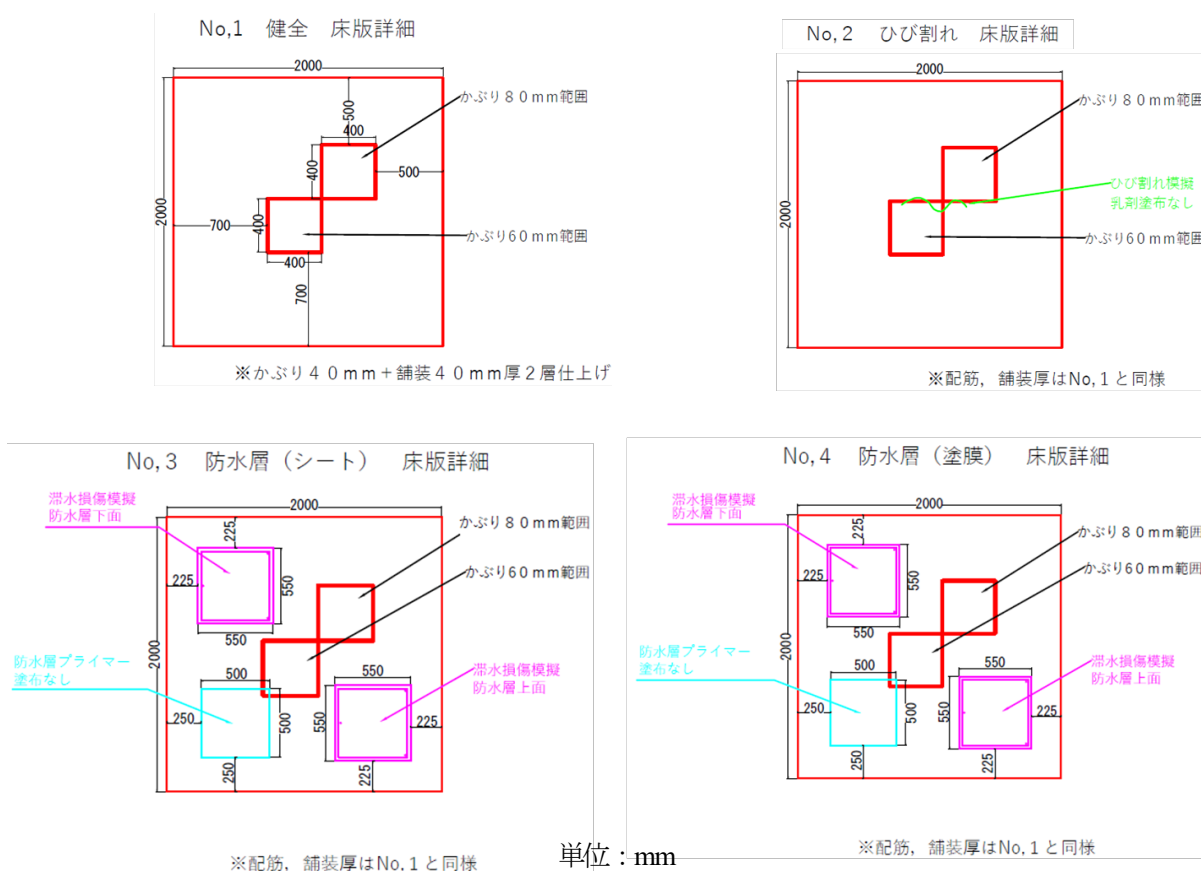 No,1 健全 床版詳細
2000
かぶり８０mm範囲
500
400
400
500
2000
700
400
かぶり60mm範囲
400
700
※かぶり４０mm＋舗装４０mm厚２層仕上げ
No,2 ひび割れ 床版詳細
2000
かぶり８０mm範囲
ひび割れ模擬
乳剤塗布なし
2000
かぶり60mm範囲
※配筋，舗装厚はNo,1と同様
No,3 防水層（シート） 床版詳細
滞水損傷模擬
防水層下面
2000
225
かぶり８０mm範囲
かぶり60mm範囲
225
550
550
2000
防水層プライマー
塗布なし
500
550
滞水損傷模擬
防水層上面
250
500
550
225
250
225
※配筋，舗装厚はNo,1と同様
No,4 防水層（塗膜） 床版詳細
滞水損傷模擬
防水層下面
2000
225
かぶり８０mm範囲
かぶり60mm範囲
225
550
550
2000
防水層プライマー
塗布なし
500
550
滞水損傷模擬
防水層上面
250
500
550
225
250
225
※配筋，舗装厚はNo,1と同様
単位：mm